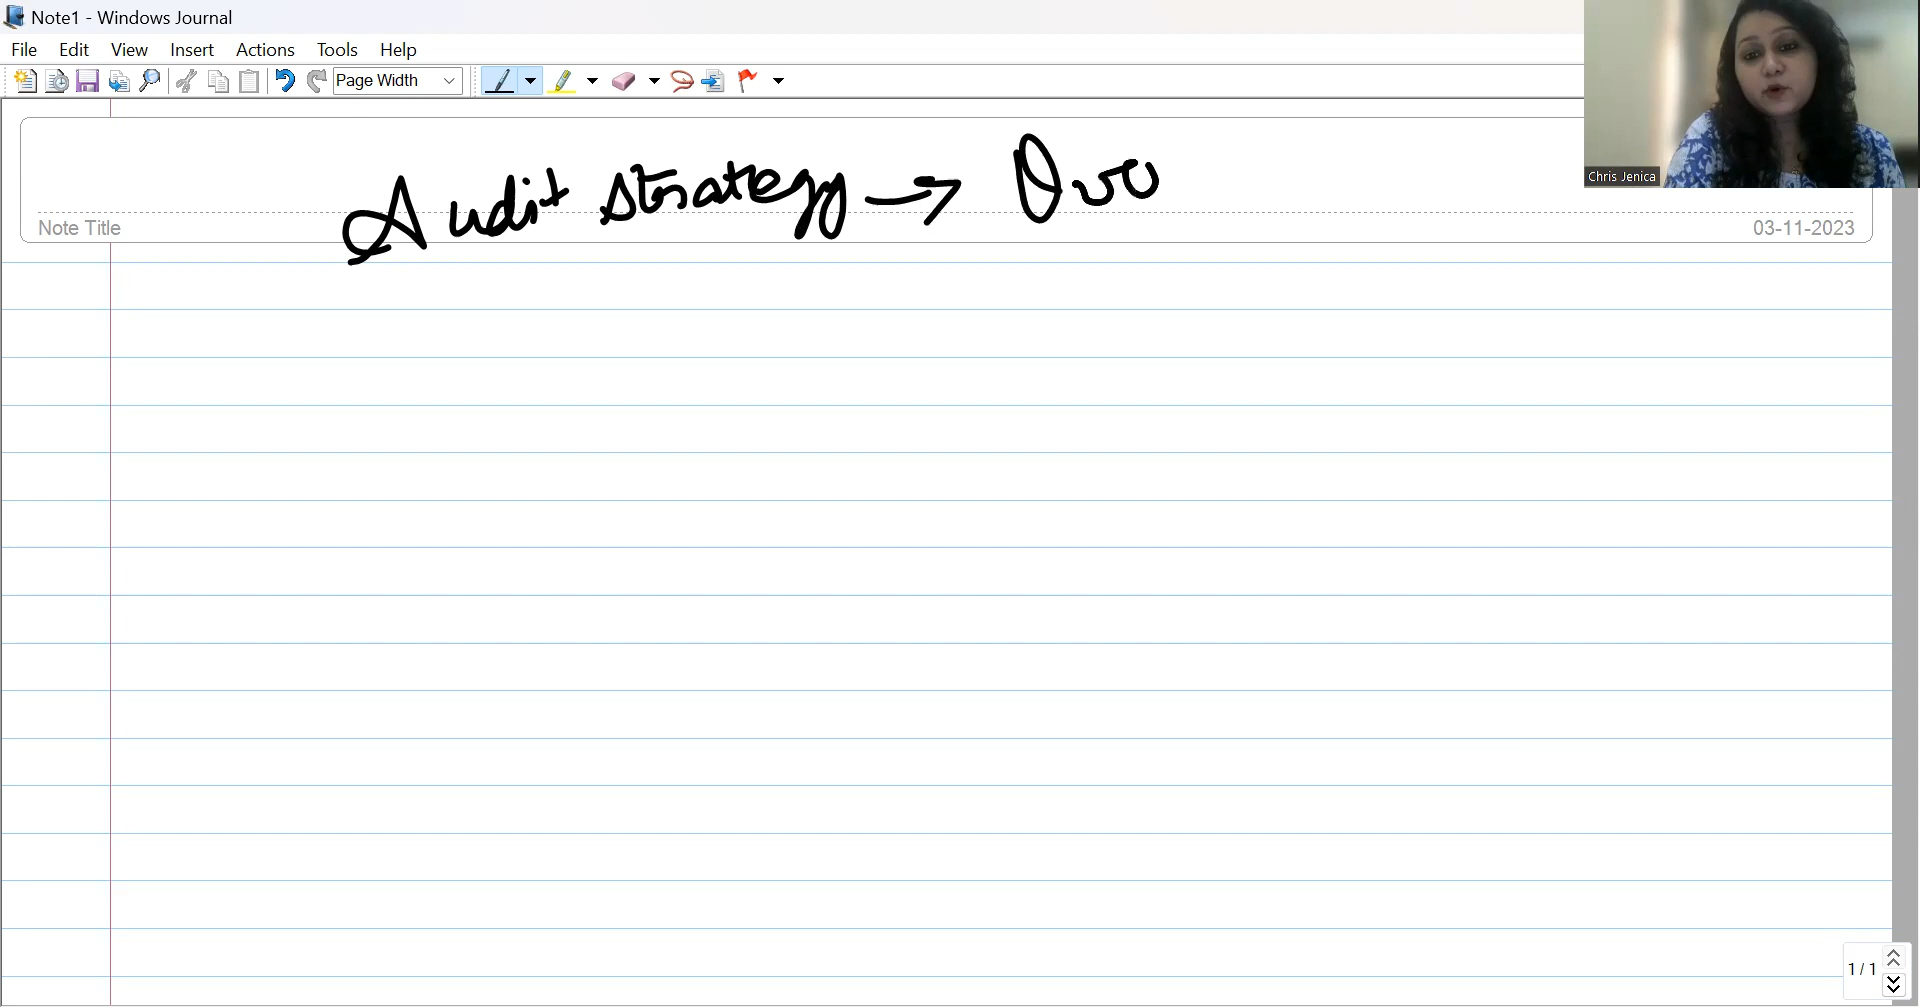 Note1 - Windows Journal
File Edit View Insert Actions Tools Help
Page Width
Chris Jenica
Audit strategy → Ove
Note Title 03-11-2023
1 / 1